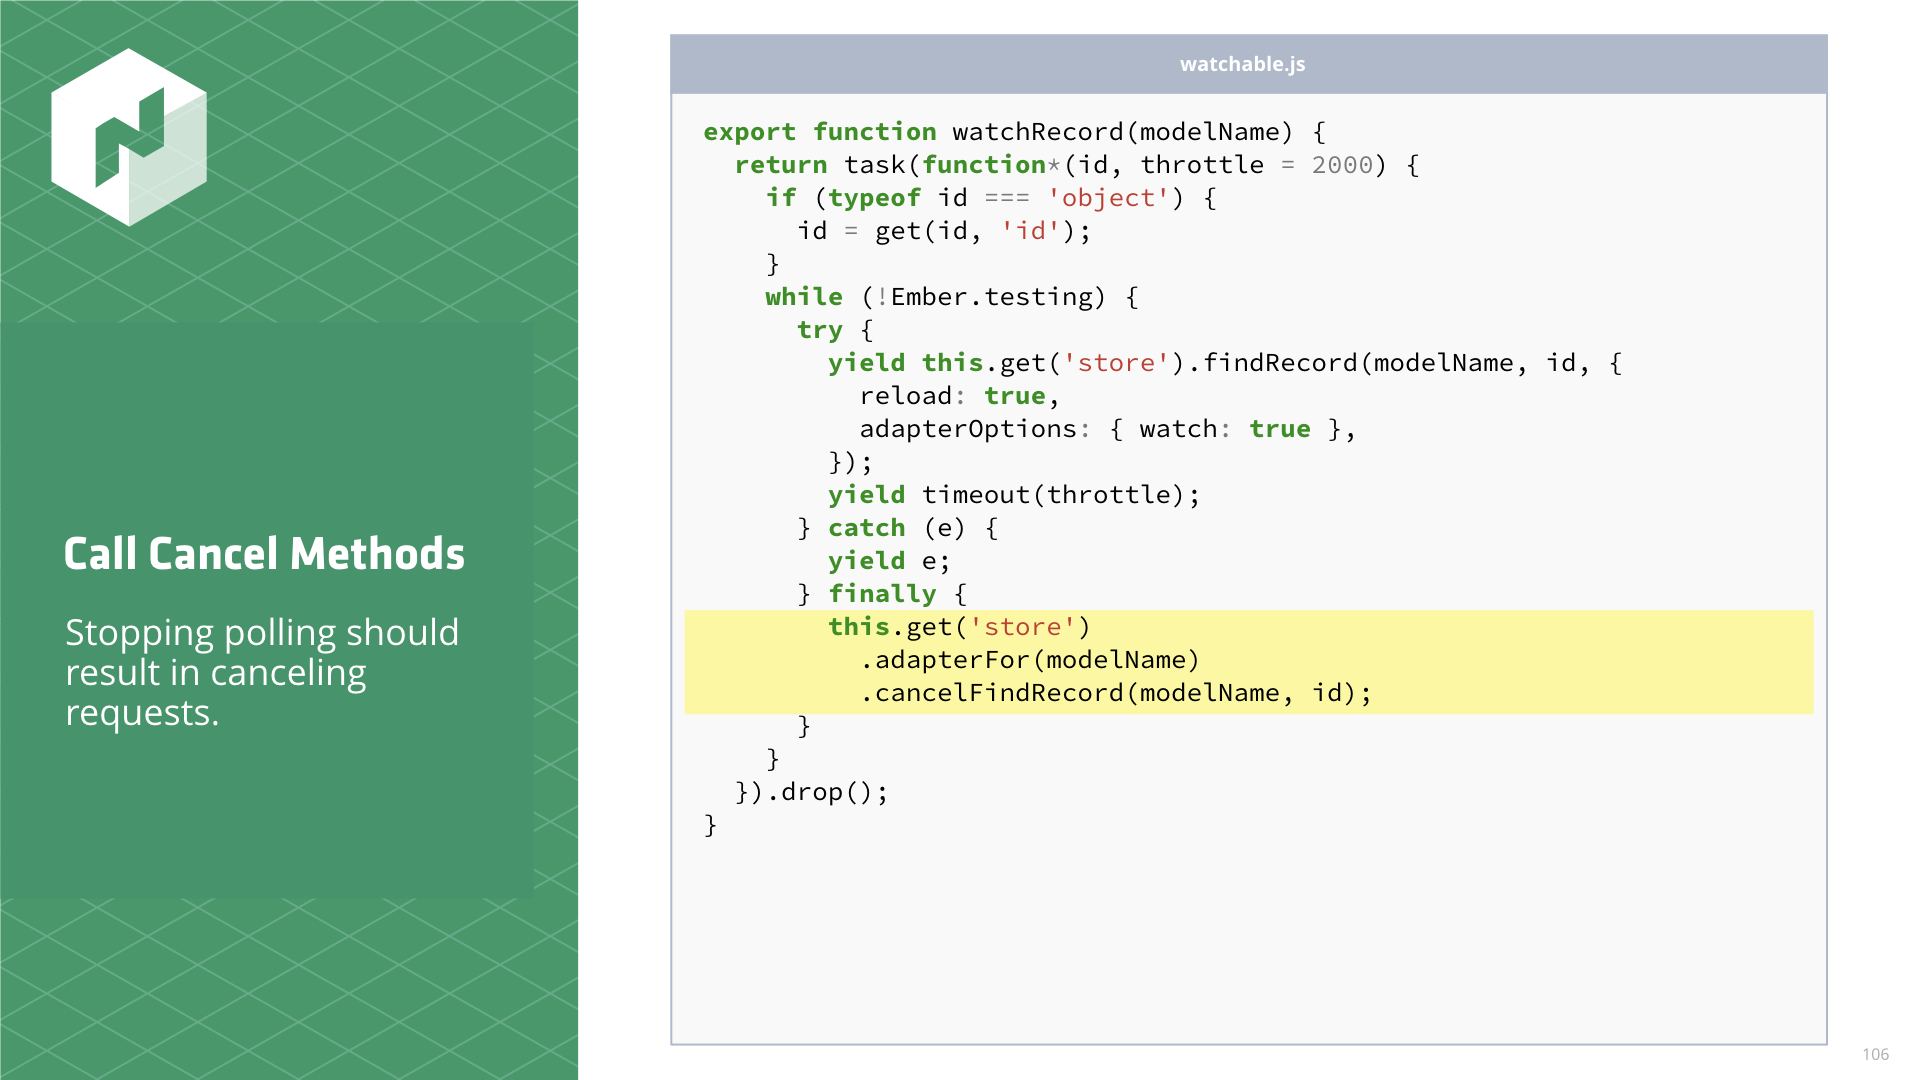 Call Cancel Methods
Stopping polling should
result in canceling
requests.
watchable.js
export function watchRecord(modelName) {
  return task(function*(id, throttle = 2000) {
    if (typeof id === 'object') {
      id = get(id, 'id');
    }
    while (!Ember.testing) {
      try {
        yield this.get('store').findRecord(modelName, id, {
          reload: true,
          adapterOptions: { watch: true },
        });
        yield timeout(throttle);
      } catch (e) {
        yield e;
      } finally {
        this.get('store')
          .adapterFor(modelName)
          .cancelFindRecord(modelName, id);
      }
    }
  }).drop();
}
106